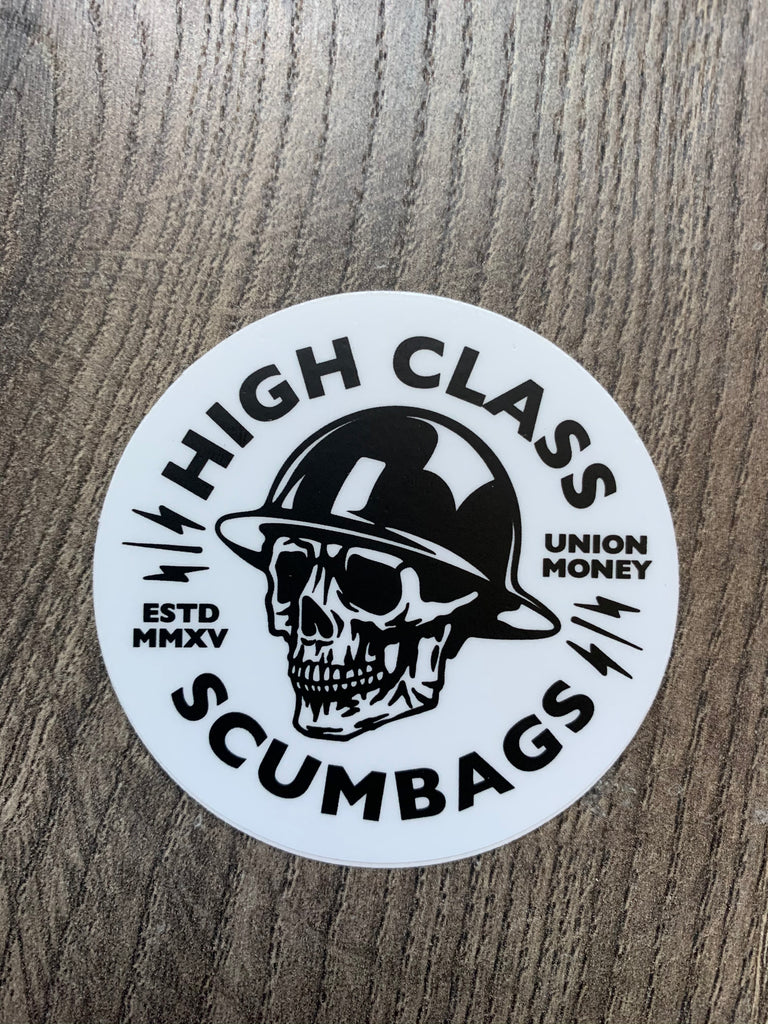 HIGH CLASS
UNION
MONEY
ESTD
MMXV
SCUMBAGS